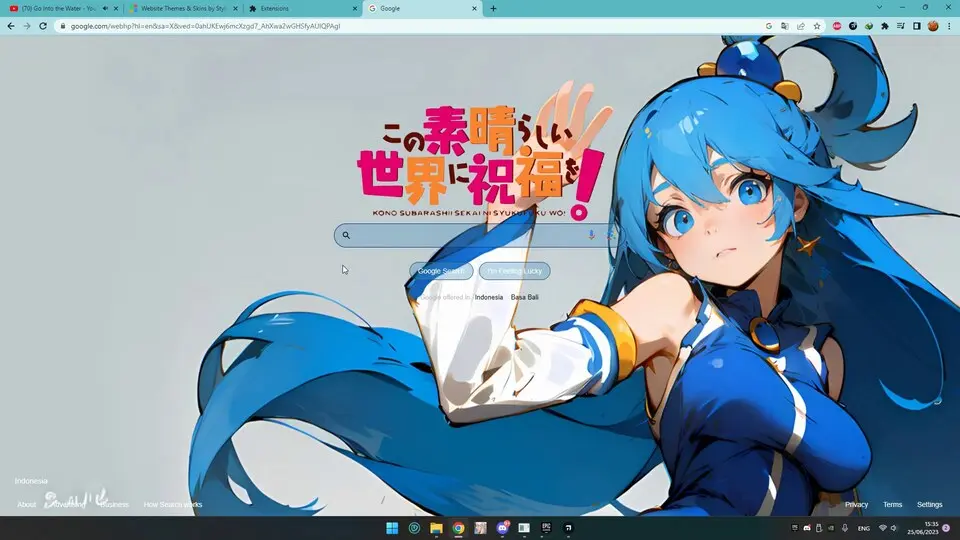 (70) Go Into the Water - You
Website Themes & Skins by Styl
Extensions
Google
google.com/webhp?hl=en&sa=X&ved=0ahUKEwj6mcXzgd7_AhXwa2wGHSfyAUIQPAgI
この素晴らしい
世界に祝福を!
KONO SUBARASHII SEKAI NI SYUKUFUKU WO!
Google Search
I'm Feeling Lucky
Google offered in: Indonesia Basa Bali
Indonesia
About Advertising Business How Search works
Privacy Terms Settings
ENG
15:35
25/06/2023